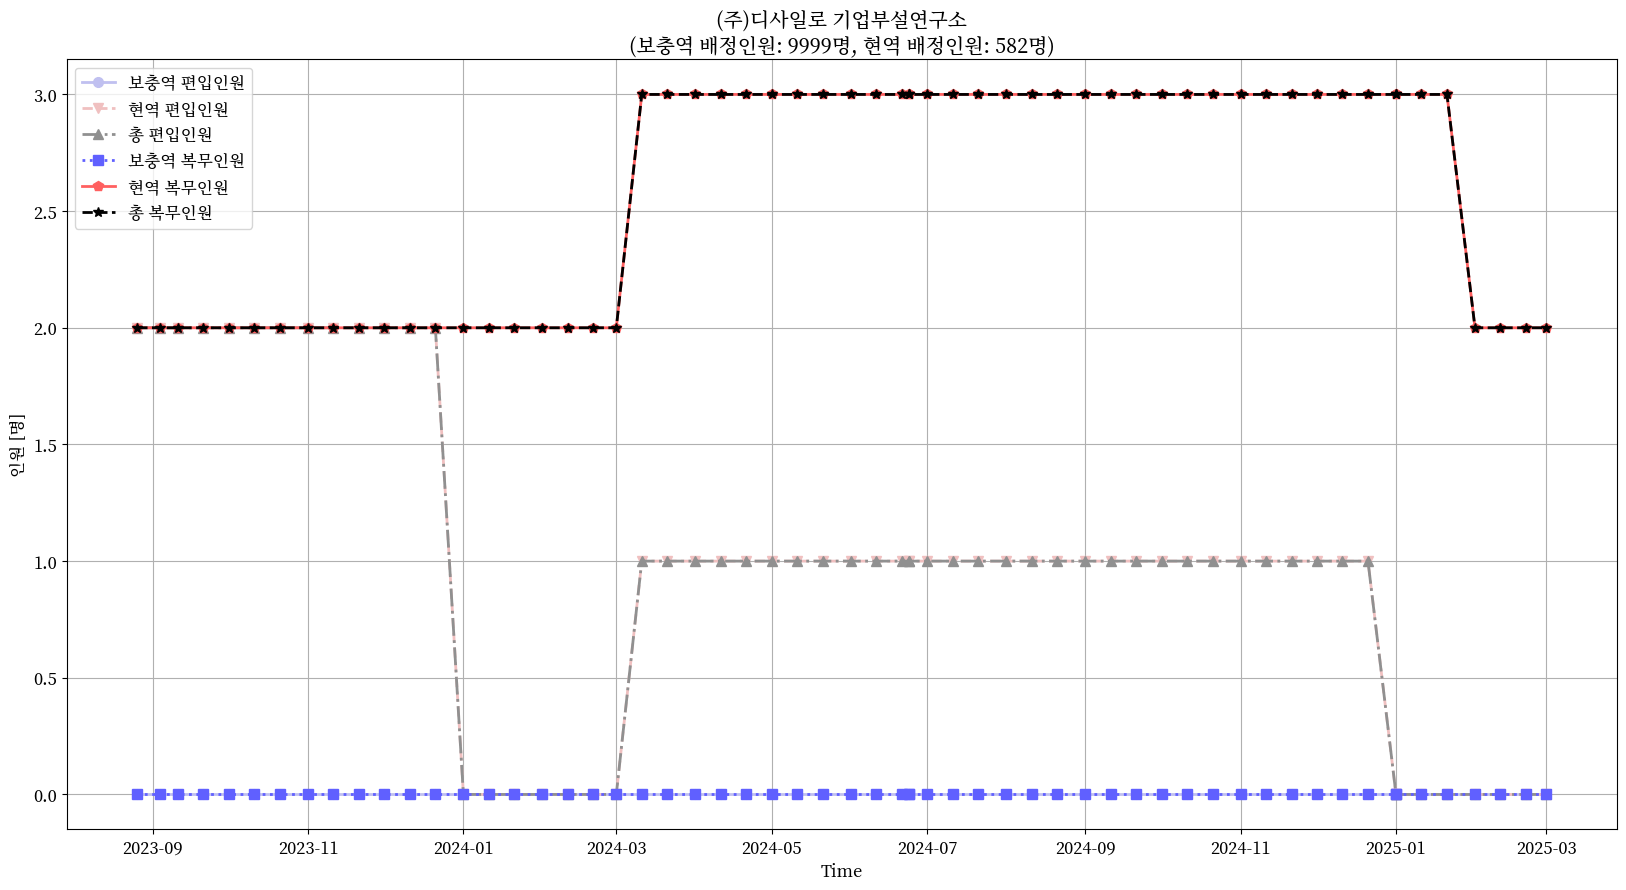 (주)디사일로 기업부설연구소
(보충역 배정인원: 9999명, 현역 배정인원: 582명)
보충역 편입인원
현역 편입인원
총 편입인원
보충역 복무인원
현역 복무인원
총 복무인원
인원 [명]
3.0
2.5
2.0
1.5
1.0
0.5
0.0
2023-09
2023-11
2024-01
2024-03
2024-05
2024-07
2024-09
2024-11
2025-01
2025-03
Time